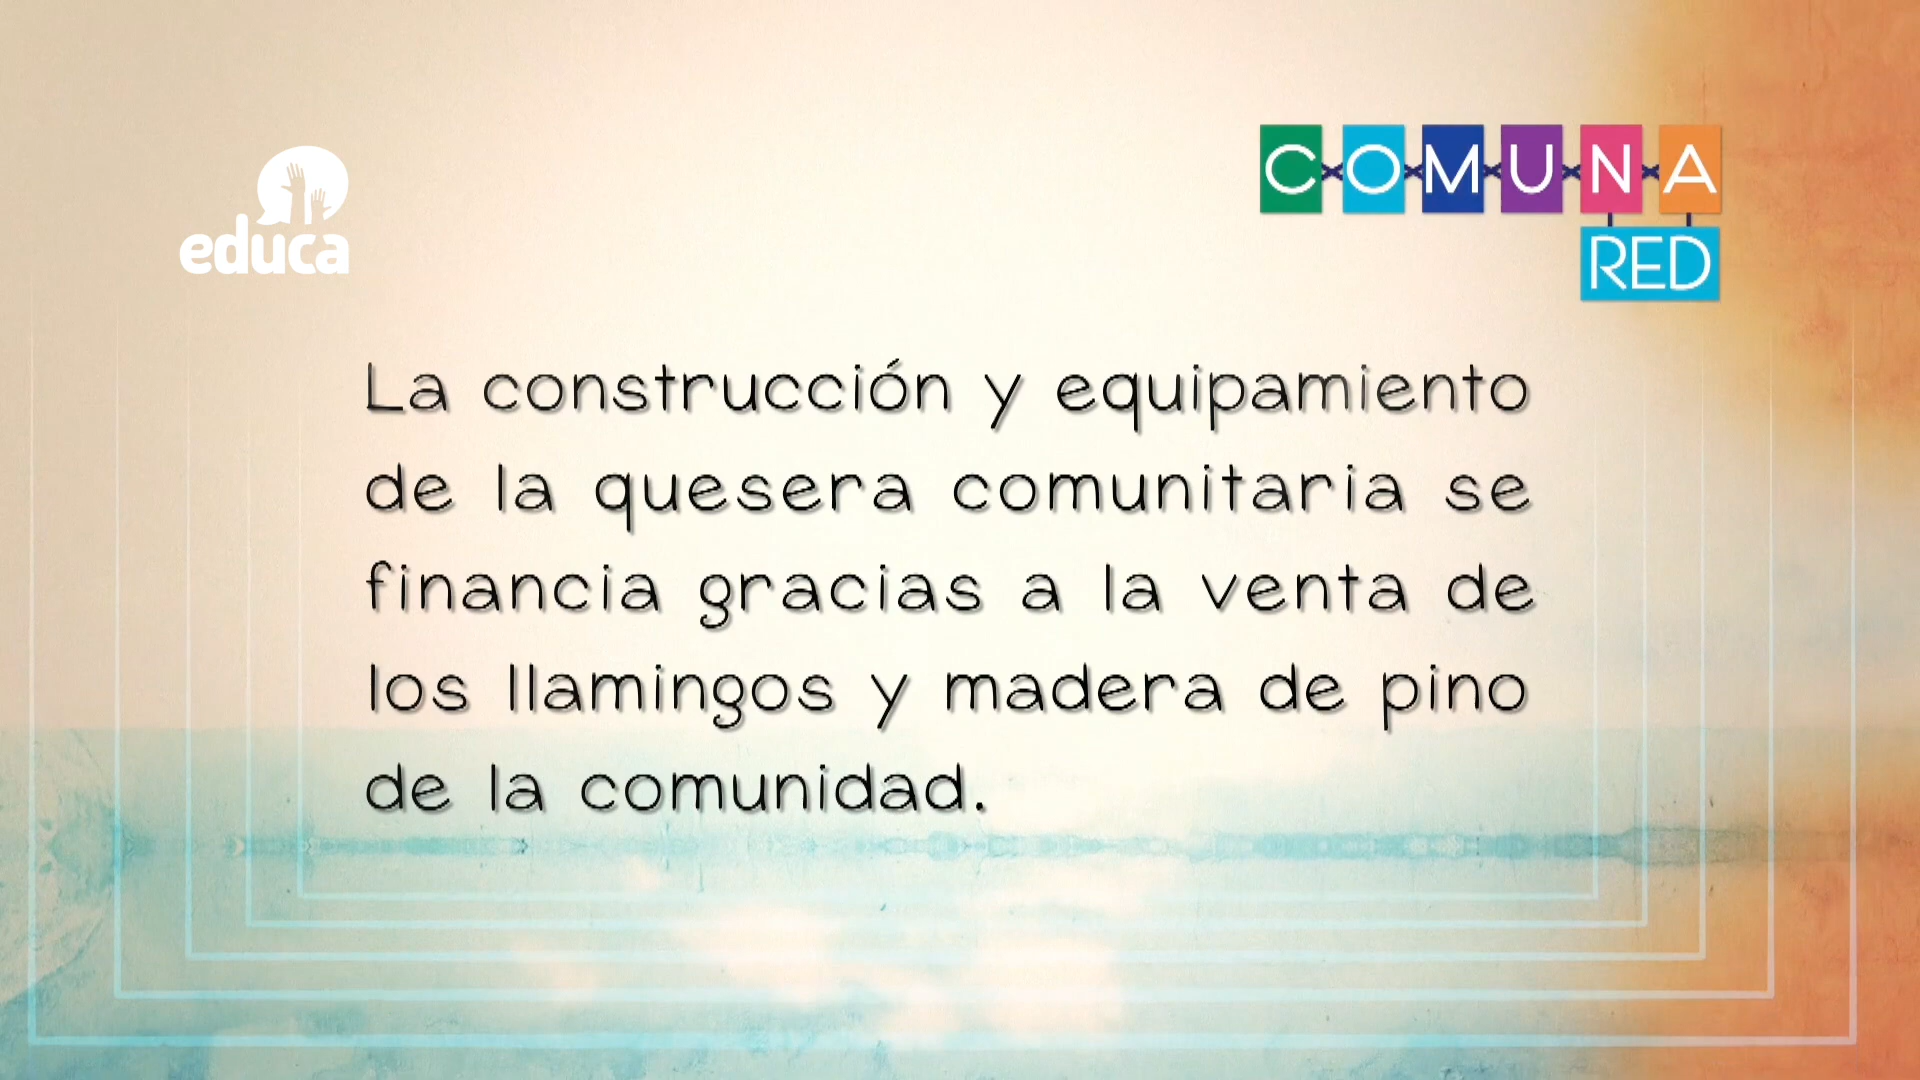 educa
COMUNA
RED
La construcción y equipamiento
de la quesera comunitaria se
financia gracias a la venta de
los llamingos y madera de pino
de la comunidad.